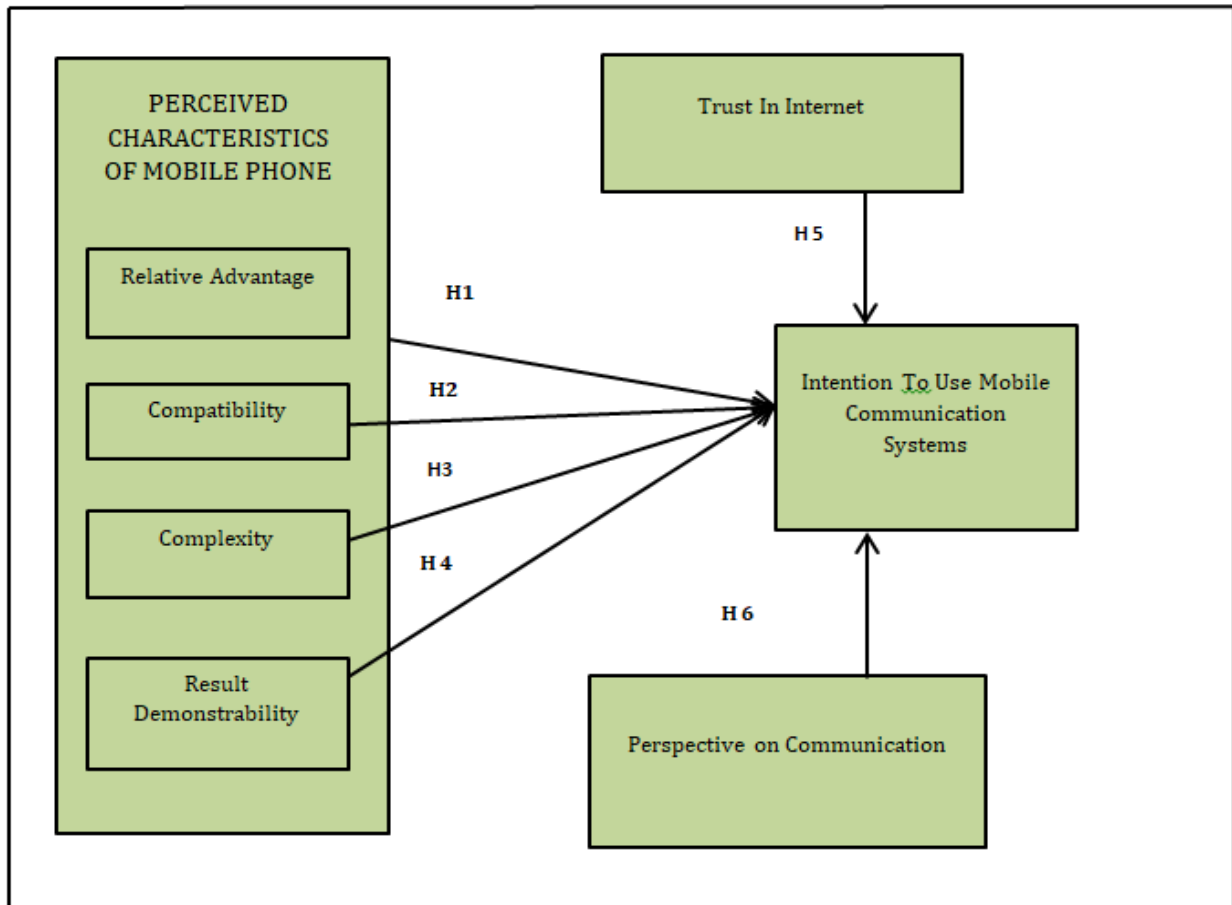 PERCEIVED
CHARACTERISTICS
OF MOBILE PHONE
Relative Advantage
Compatibility
Complexity
Result
Demonstrability
H1
H2
H3
H 4
Trust In Internet
H 5
Intention To Use Mobile
Communication
Systems
H 6
Perspective on Communication